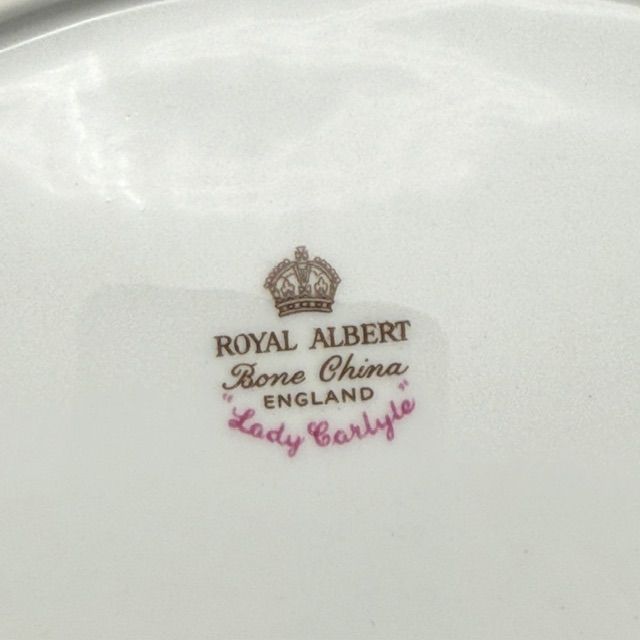 ROYAL ALBERT
Bone China
ENGLAND
"Lady Carlyle"